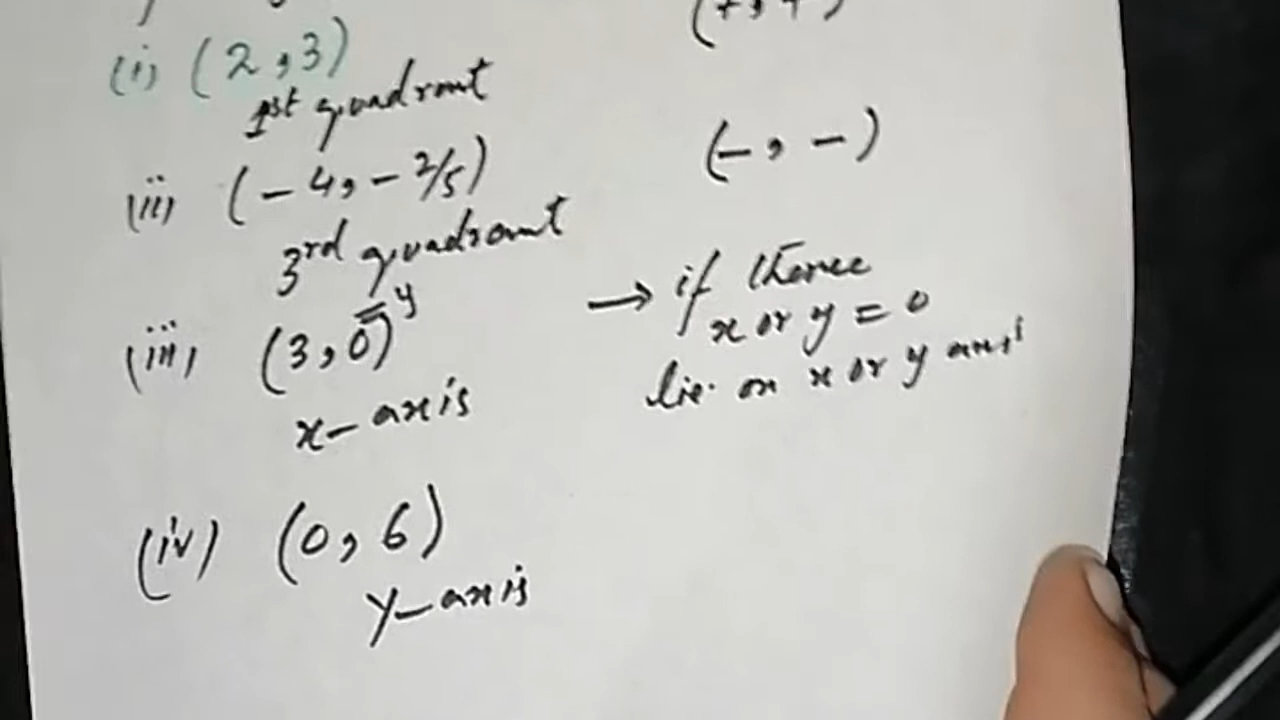 (i) (2,3)
1st quadrant
(ii) (-4,-2/5)
3rd quadrant
(-,-)
(iii) (3,0) y
x-axis
→ if there
x or y = 0
lie on x or y axis
(iv) (0,6)
y-axis